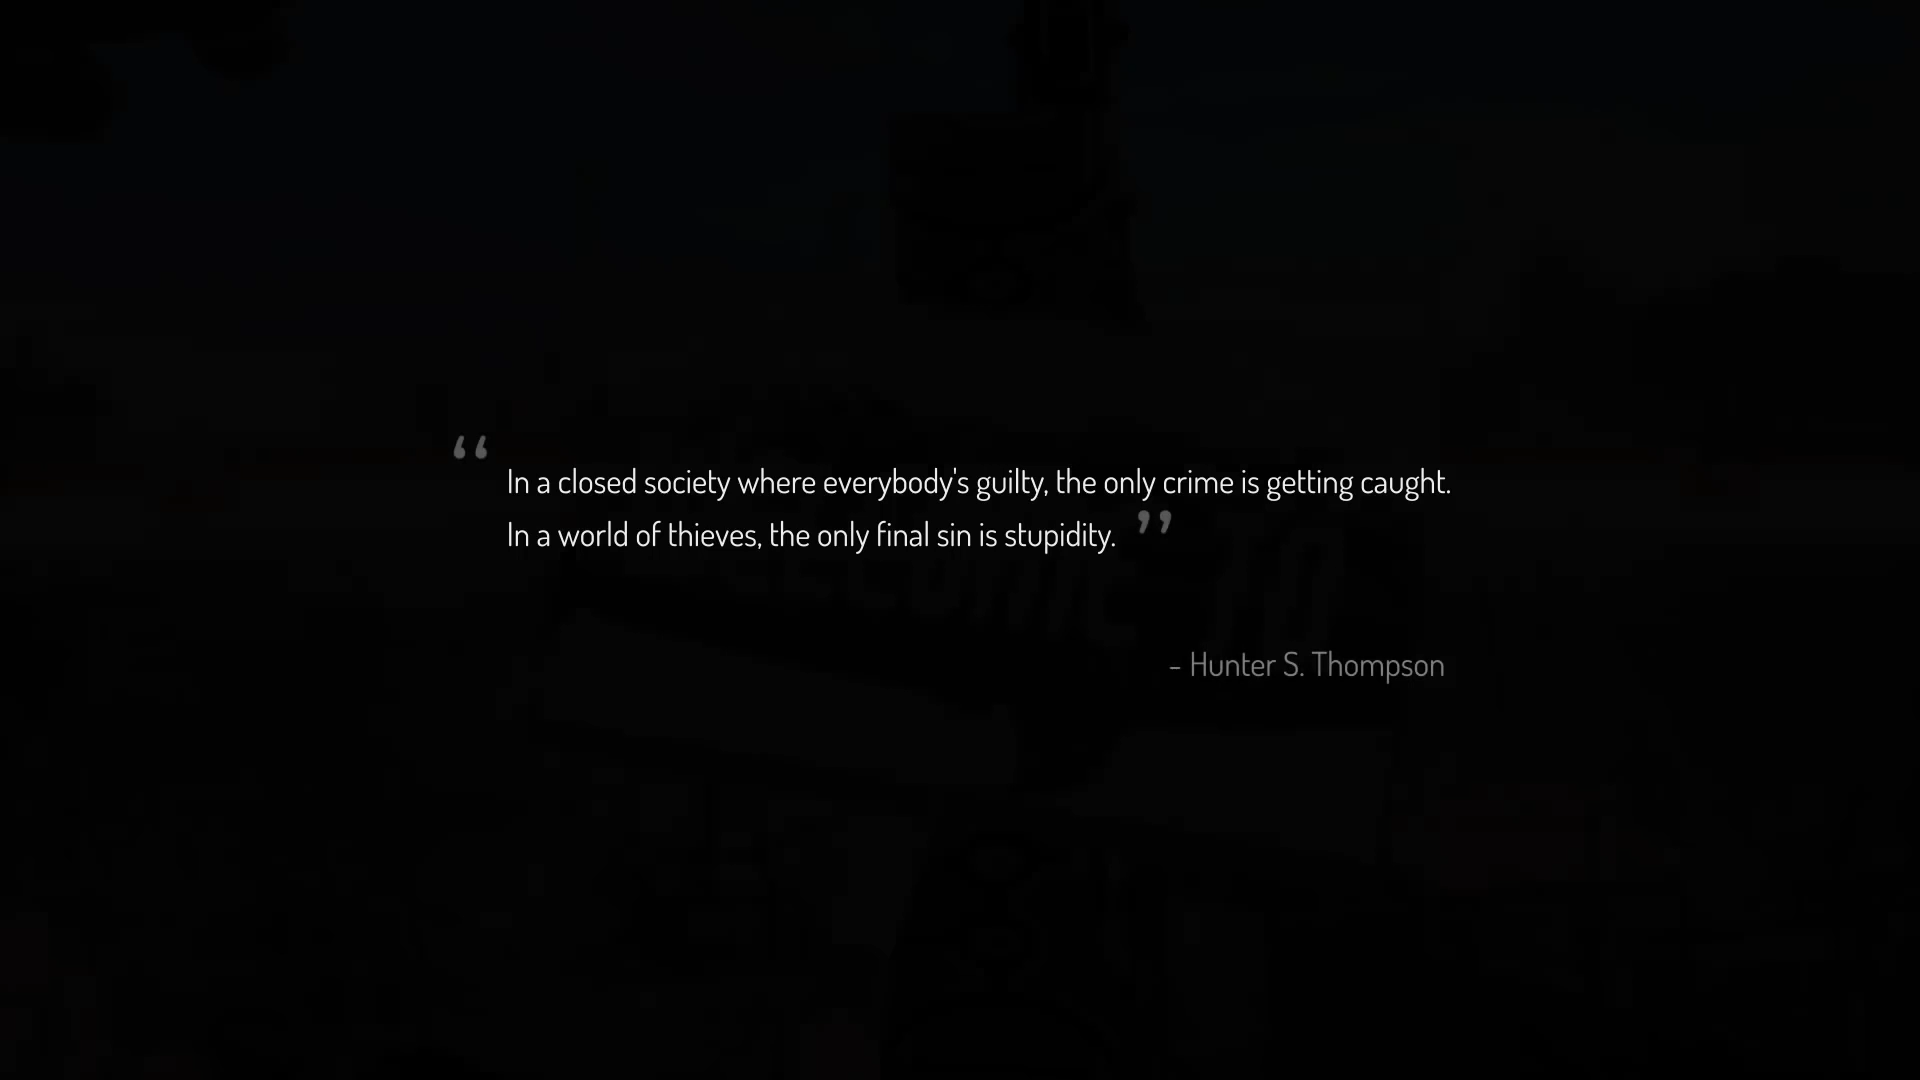 “ In a closed society where everybody's guilty, the only crime is getting caught.
In a world of thieves, the only final sin is stupidity. ”
- Hunter S. Thompson